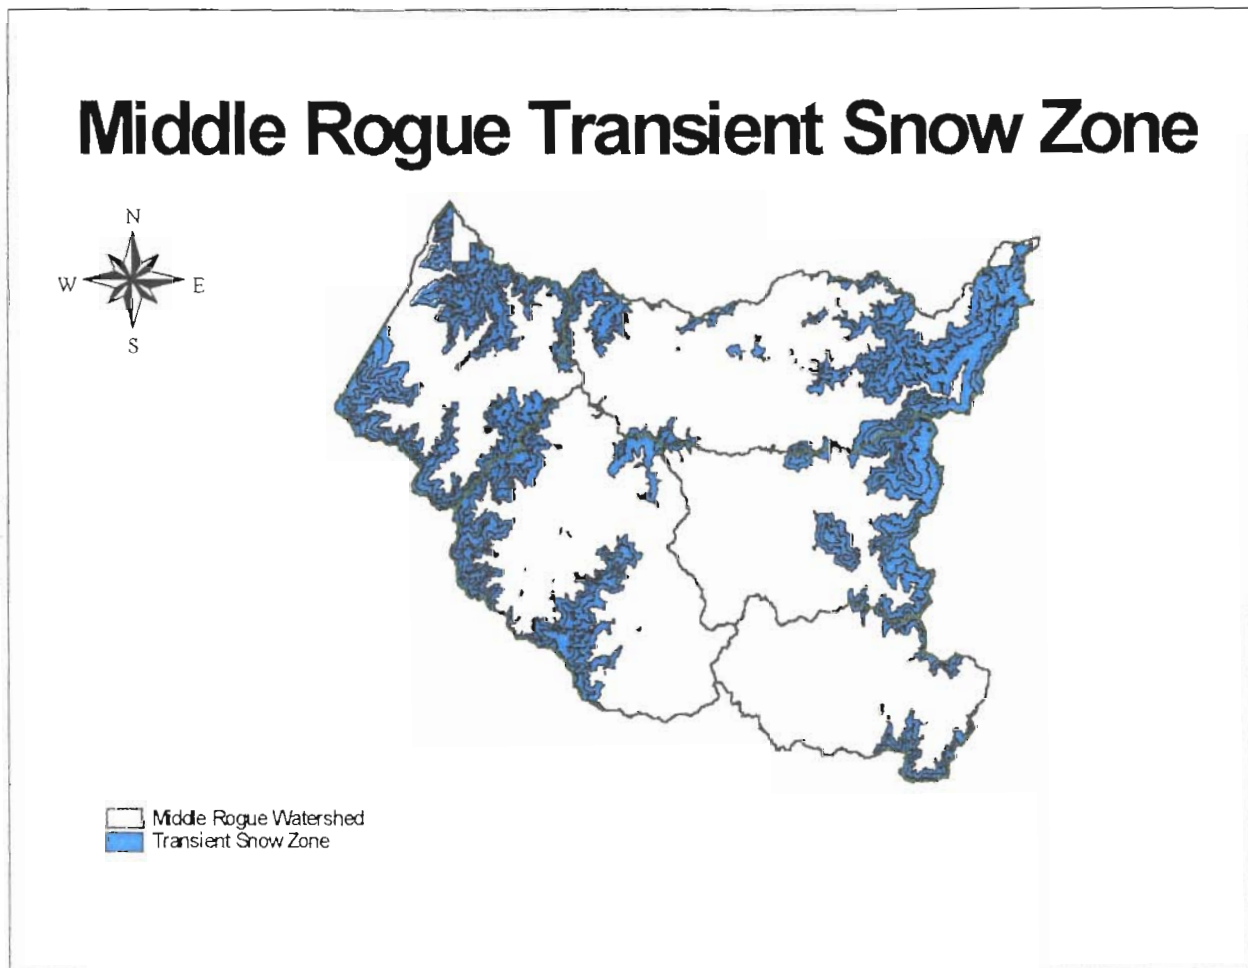 Middle Rogue Transient Snow Zone
N
W E
S
Middle Rogue Watershed
Transient Snow Zone